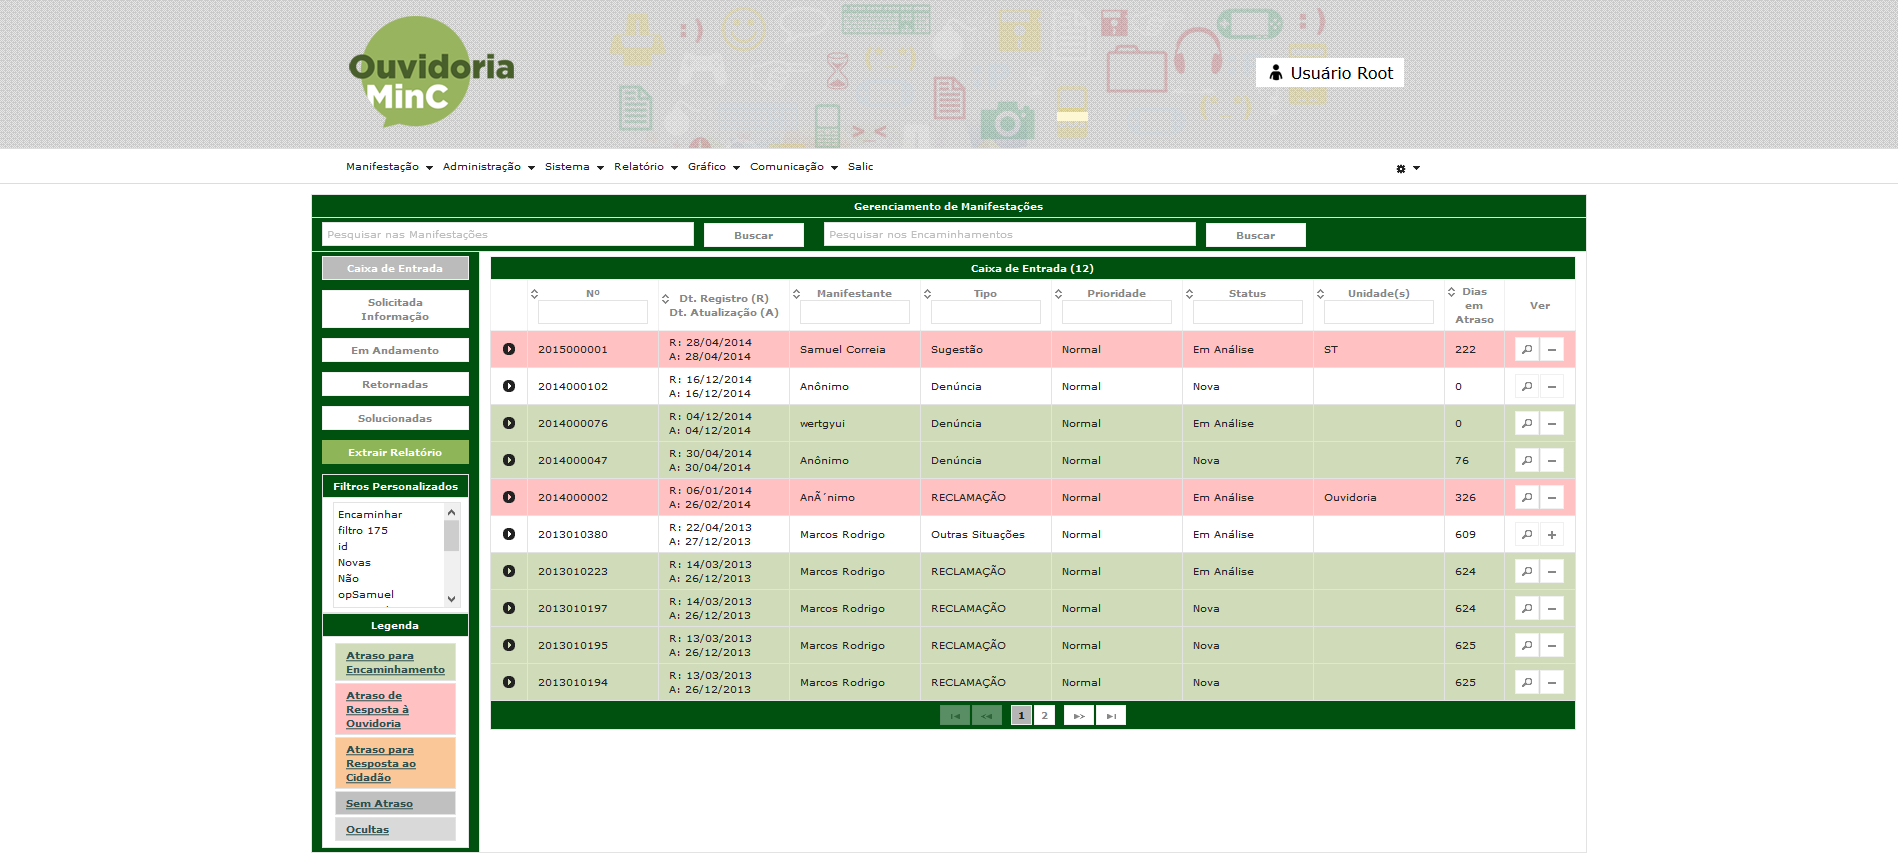 Ouvidoria
MinC
Usuário Root
Manifestação Administração Sistema Relatório Gráfico Comunicação Salic
Gerenciamento de Manifestações
Pesquisar nas Manifestações Buscar Pesquisar nos Encaminhamentos Buscar
Caixa de Entrada
Solicitada
Informação
Em Andamento
Retornadas
Solucionadas
Extrair Relatório
Filtros Personalizados
Encaminhar
filtro 175
id
Novas
Não
opSamuel
Legenda
Atraso para
Encaminhamento
Atraso de
Resposta à
Ouvidoria
Atraso para
Resposta ao
Cidadão
Sem Atraso
Ocultas
Caixa de Entrada (12)
Nº
Dt. Registro (R)
Dt. Atualização (A)
Manifestante
Tipo
Prioridade
Status
Unidade(s)
Dias
em
Atraso
Ver
2015000001 R: 28/04/2014
A: 28/04/2014 Samuel Correia Sugestão Normal Em Análise ST 222
2014000102 R: 16/12/2014
A: 16/12/2014 Anônimo Denúncia Normal Nova 0
2014000076 R: 04/12/2014
A: 04/12/2014 wertgyui Denúncia Normal Em Análise 0
2014000047 R: 30/04/2014
A: 30/04/2014 Anônimo Denúncia Normal Nova 76
2014000002 R: 06/01/2014
A: 26/02/2014 AnÃ´nimo RECLAMAÇÃO Normal Em Análise Ouvidoria 326
2013010380 R: 22/04/2013
A: 27/12/2013 Marcos Rodrigo Outras Situações Normal Em Análise 609
2013010223 R: 14/03/2013
A: 26/12/2013 Marcos Rodrigo RECLAMAÇÃO Normal Em Análise 624
2013010197 R: 14/03/2013
A: 26/12/2013 Marcos Rodrigo RECLAMAÇÃO Normal Nova 624
2013010195 R: 13/03/2013
A: 26/12/2013 Marcos Rodrigo RECLAMAÇÃO Normal Nova 625
2013010194 R: 13/03/2013
A: 26/12/2013 Marcos Rodrigo RECLAMAÇÃO Normal Nova 625
1 2